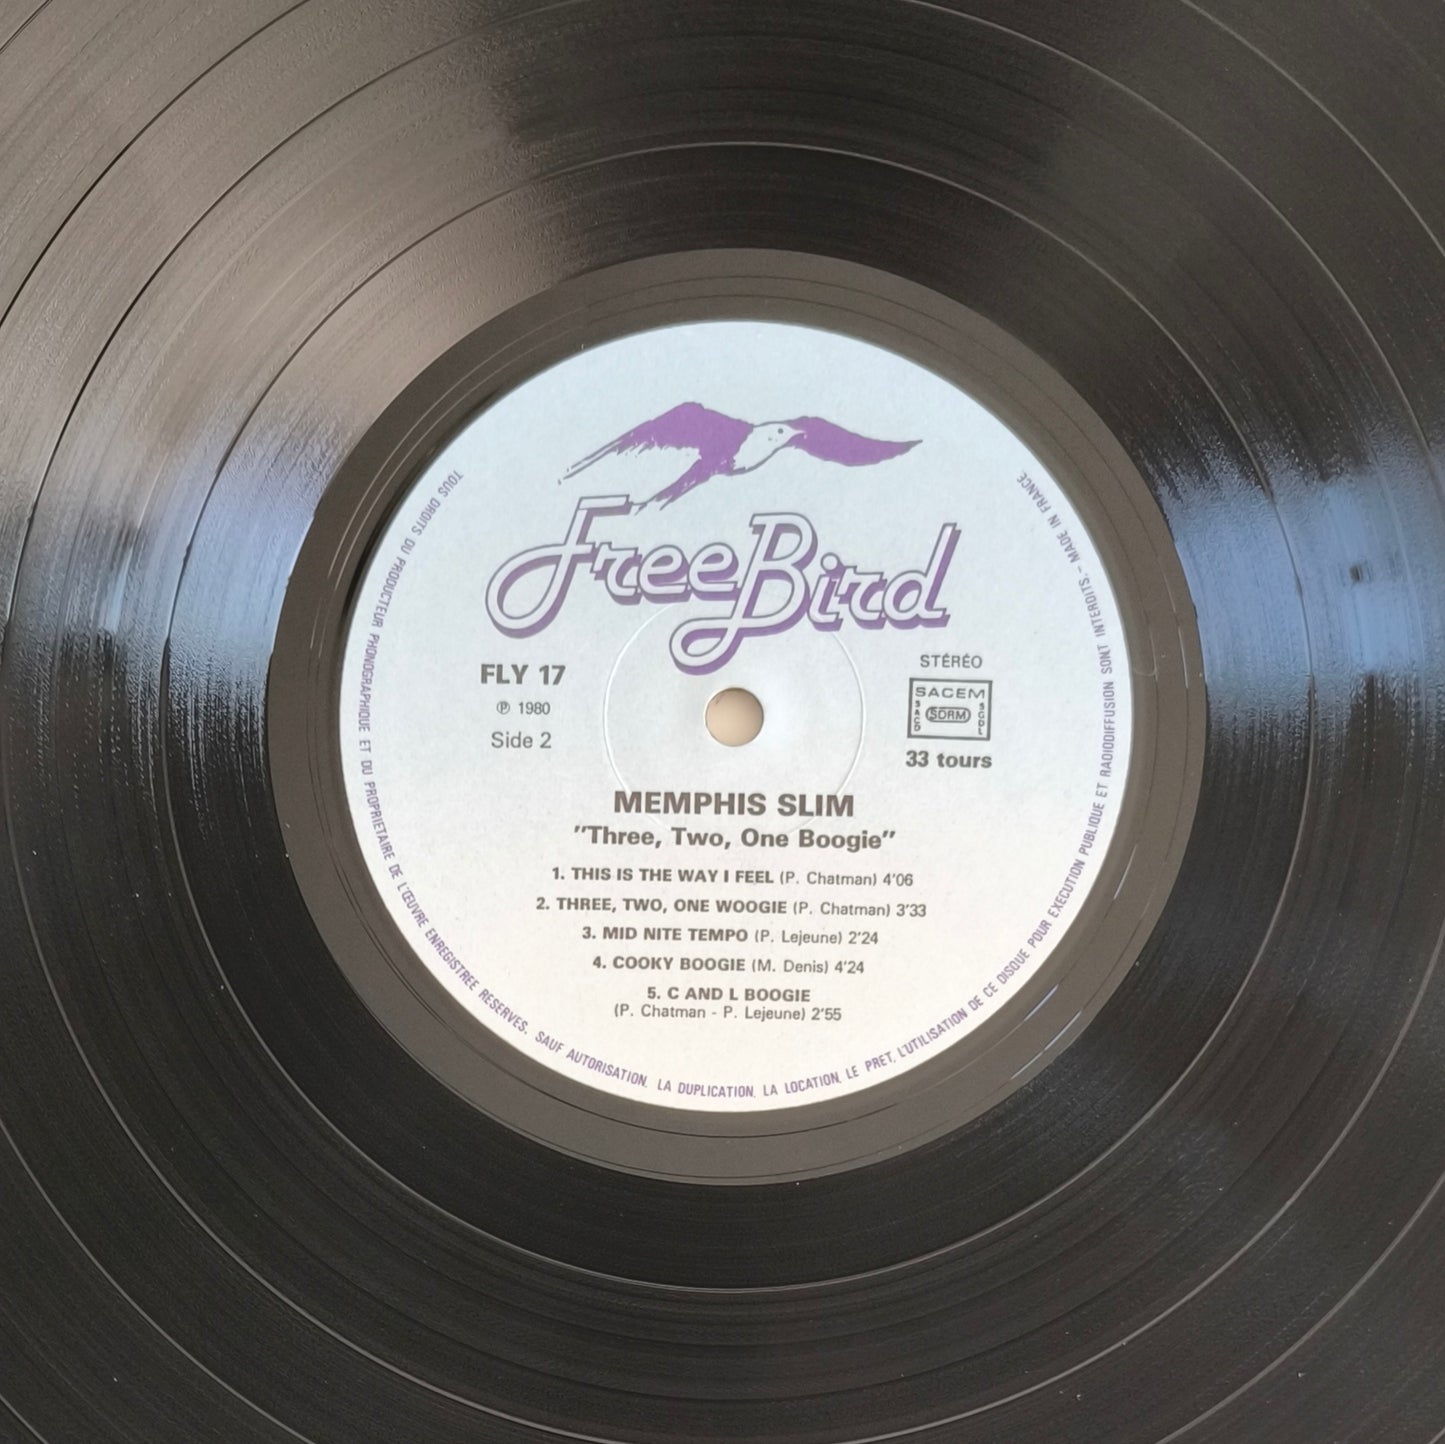 Free Bird
FLY 17
℗ 1980
Side 2
STÉRÉO
SACEM
SACD
SDRM
SGDL
33 tours
MEMPHIS SLIM
"Three, Two, One Boogie"
1. THIS IS THE WAY I FEEL (P. Chatman) 4'06
2. THREE, TWO, ONE WOOGIE (P. Chatman) 3'33
3. MID NITE TEMPO (P. Lejeune) 2'24
4. COOKY BOOGIE (M. Denis) 4'24
5. C AND L BOOGIE
(P. Chatman - P. Lejeune) 2'55
TOUS DROITS DU PRODUCTEUR PHONOGRAPHIQUE ET DU PROPRIETAIRE DE L'ŒUVRE ENREGISTREE RESERVES. SAUF AUTORISATION, LA DUPLICATION, LA LOCATION, LE PRET, L'UTILISATION DE CE DISQUE POUR EXECUTION PUBLIQUE ET RADIODIFFUSION SONT INTERDITS. - MADE IN FRANCE